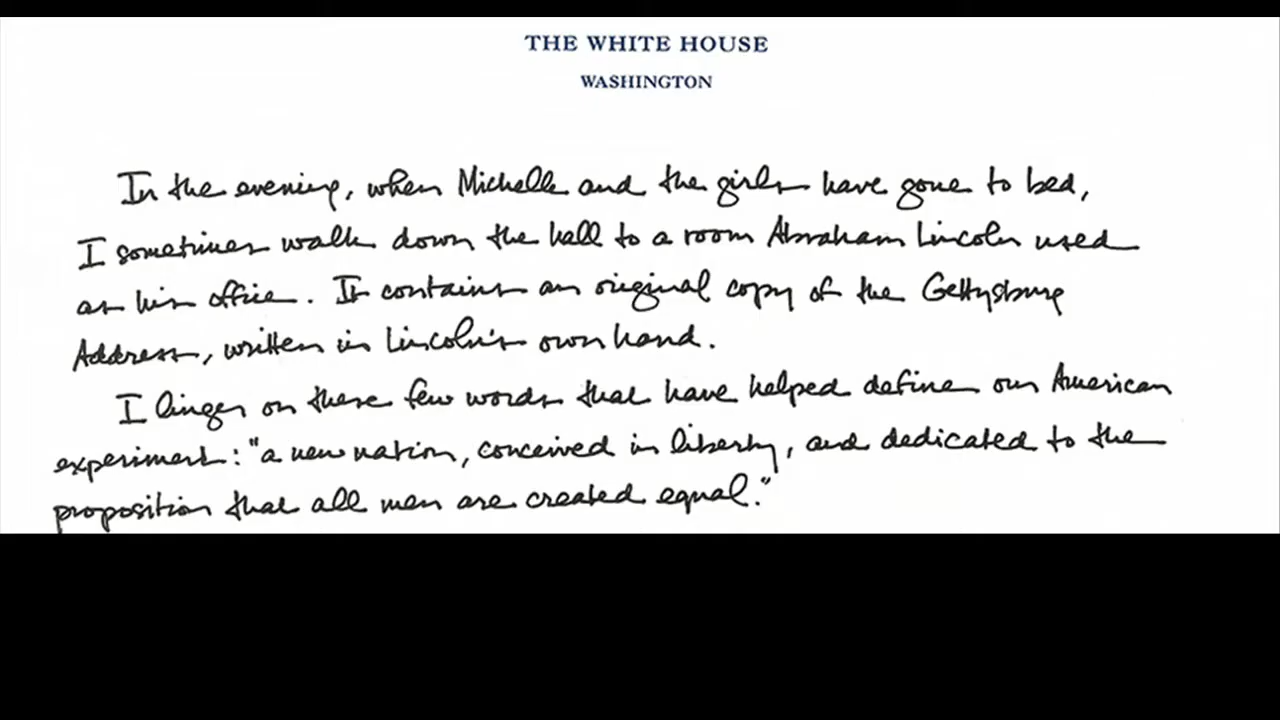 THE WHITE HOUSE
WASHINGTON
In the evening, when Michelle and the girls have gone to bed,
I sometimes walk down the hall to a room Abraham Lincoln used
as his office. It contains an original copy of the Gettysburg
Address, written in Lincoln's own hand.
I linger on these few words that have helped define our American
experiment: "a new nation, conceived in liberty, and dedicated to the
proposition that all men are created equal."